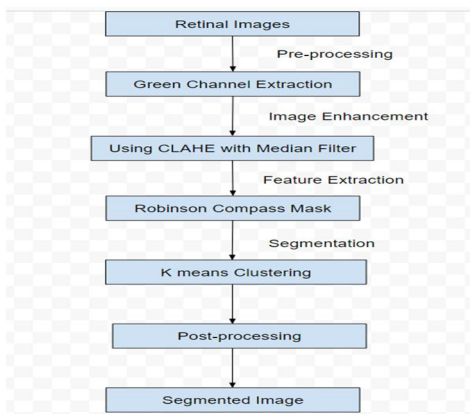 Retinal Images
Pre-processing
Green Channel Extraction
Image Enhancement
Using CLAHE with Median Filter
Feature Extraction
Robinson Compass Mask
Segmentation
K means Clustering
Post-processing
Segmented Image